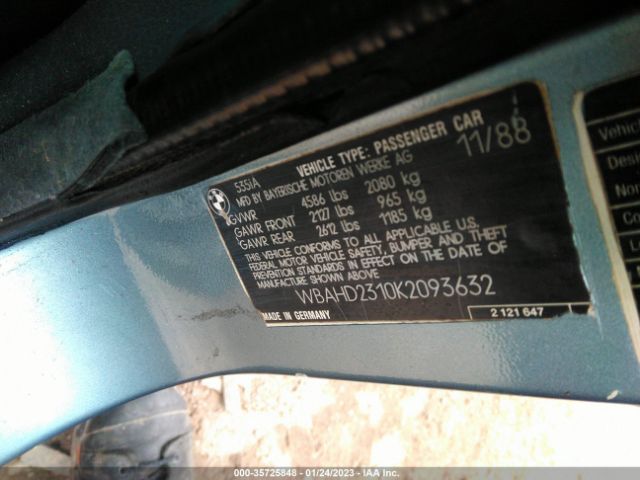 BMW
535iA
VEHICLE TYPE: PASSENGER CAR
11/88
MFD BY BAYERISCHE MOTOREN WERKE AG
GVWR 4586 lbs 2080 kg
GAWR FRONT 2127 lbs 965 kg
GAWR REAR 2612 lbs 1185 kg
THIS VEHICLE CONFORMS TO ALL APPLICABLE U.S.
FEDERAL MOTOR VEHICLE SAFETY, BUMPER AND THEFT
PREVENTION STANDARDS IN EFFECT ON THE DATE OF
MANUFACTURE SHOWN ABOVE
WBAHD2310K2093632
MADE IN GERMANY
2 121 647
Vehicle
000-35725848 - 01/24/2023 - IAA Inc.